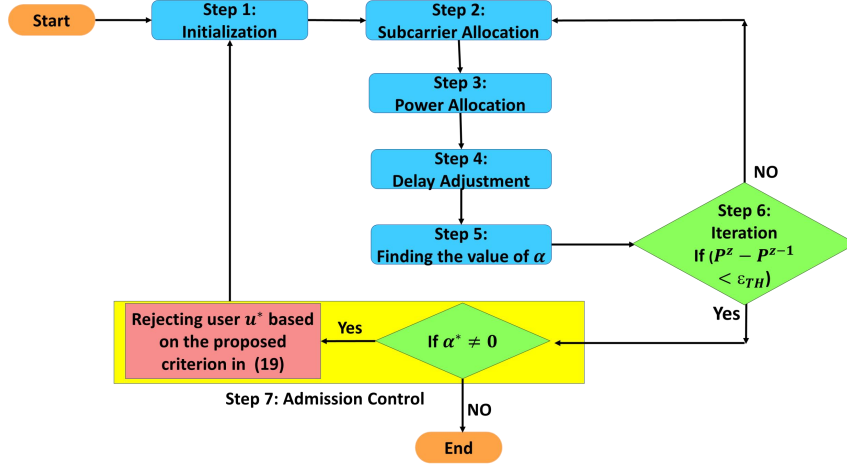 Start
Step 1:
Initialization
Step 2:
Subcarrier Allocation
Step 3:
Power Allocation
Step 4:
Delay Adjustment
Step 5:
Finding the value of α
NO
Step 6:
Iteration
If (P^z − P^{z−1}
< ε_{TH})
Yes
Rejecting user u* based
on the proposed
criterion in (19)
Yes
If α* ≠ 0
Step 7: Admission Control
NO
End